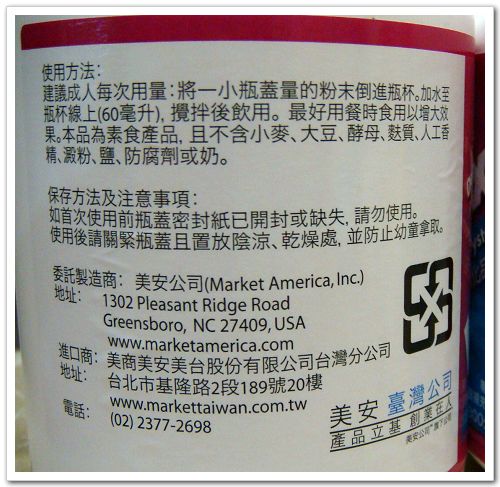 使用方法:
建議成人每次用量:將一小瓶蓋量的粉末倒進瓶杯。加水至
瓶杯線上(60毫升), 攪拌後飲用。 最好用餐時食用以增大效
果。本品為素食產品, 且不含小麥、大豆、酵母、麩質、人工香
精、澱粉、鹽、防腐劑或奶。
保存方法及注意事項:
如首次使用前瓶蓋密封紙已開封或缺失, 請勿使用。
使用後請關緊瓶蓋且置放陰涼、乾燥處, 並防止幼童拿取。
委託製造商: 美安公司(Market America, Inc.)
地址: 1302 Pleasant Ridge Road
Greensboro, NC 27409, USA
www.marketamerica.com
進口商: 美商美安美台股份有限公司台灣分公司
地址: 台北市基隆路2段189號20樓
www.markettaiwan.com.tw
電話: (02) 2377-2698
美安 臺灣公司
產品立基 創業在人
美安公司™旗下公司